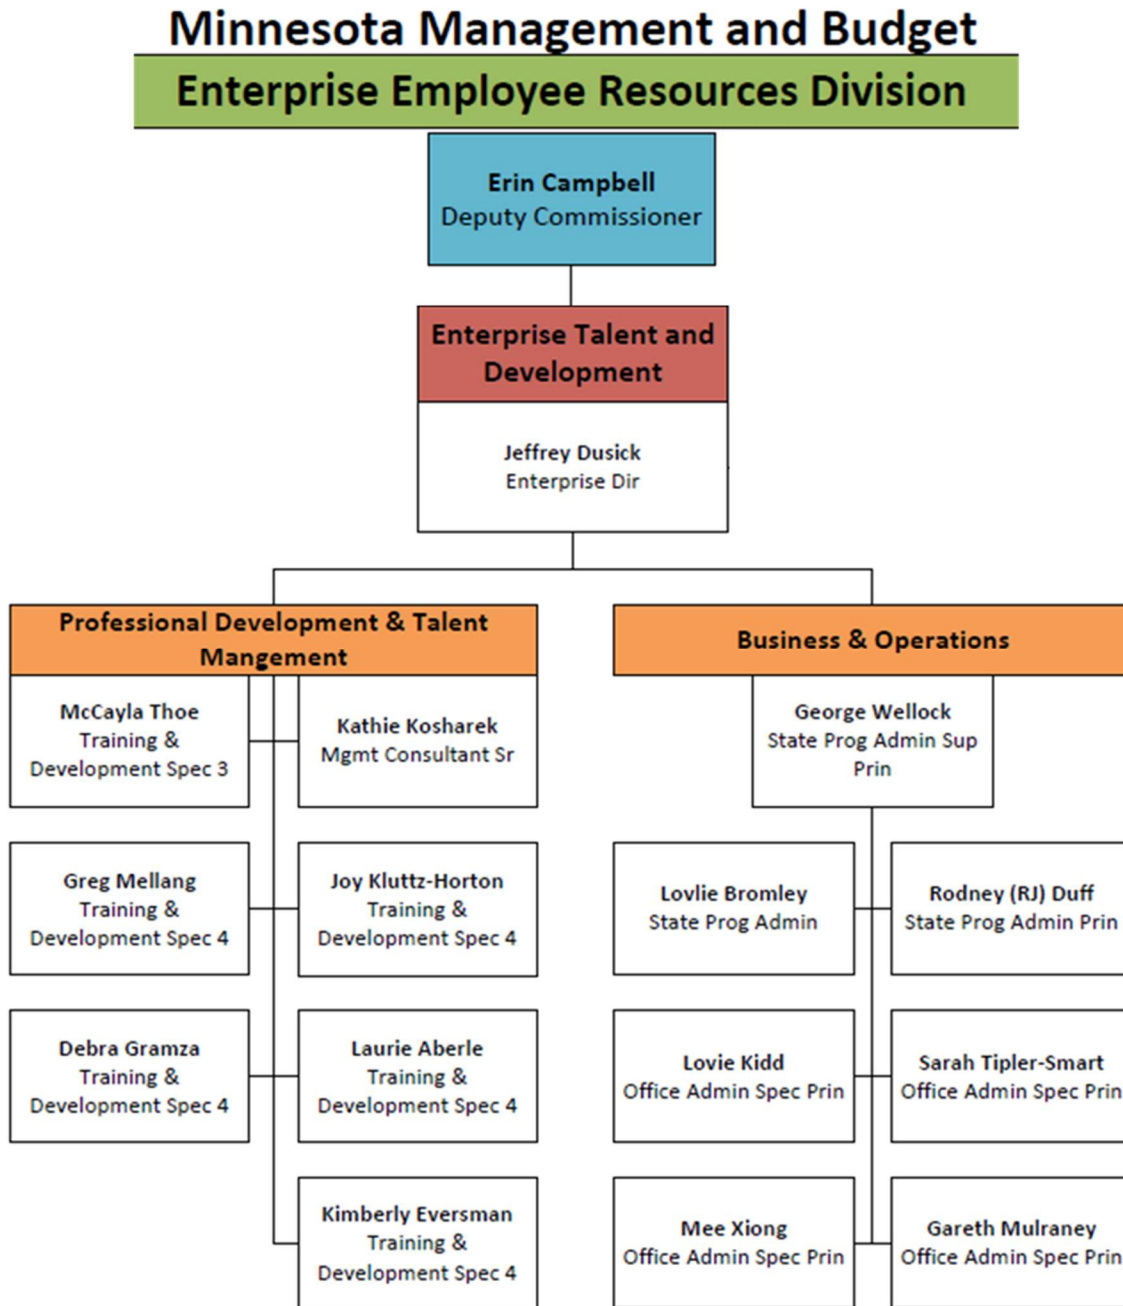 Minnesota Management and Budget
Enterprise Employee Resources Division
Erin Campbell
Deputy Commissioner
Enterprise Talent and
Development
Jeffrey Dusick
Enterprise Dir
Professional Development & Talent
Mangement
McCayla Thoe
Training &
Development Spec 3
Kathie Kosharek
Mgmt Consultant Sr
Greg Mellang
Training &
Development Spec 4
Joy Kluttz-Horton
Training &
Development Spec 4
Debra Gramza
Training &
Development Spec 4
Laurie Aberle
Training &
Development Spec 4
Kimberly Eversman
Training &
Development Spec 4
Business & Operations
George Wellock
State Prog Admin Sup
Prin
Lovlie Bromley
State Prog Admin
Rodney (RJ) Duff
State Prog Admin Prin
Lovie Kidd
Office Admin Spec Prin
Sarah Tipler-Smart
Office Admin Spec Prin
Mee Xiong
Office Admin Spec Prin
Gareth Mulraney
Office Admin Spec Prin